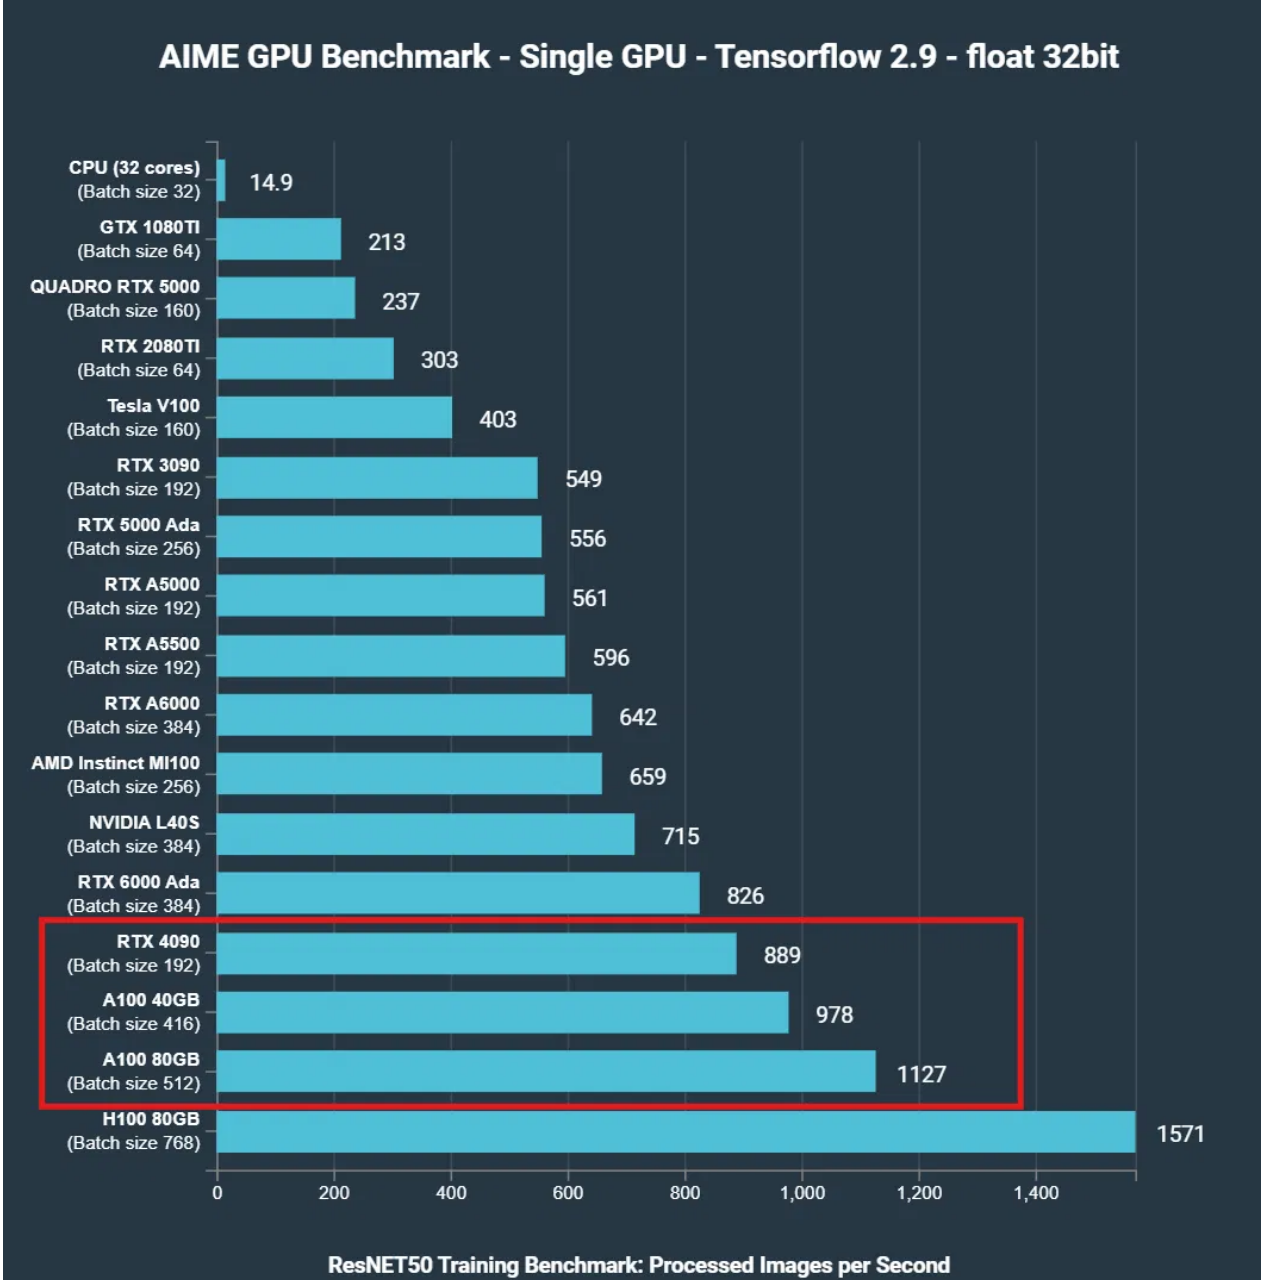 AIME GPU Benchmark - Single GPU - Tensorflow 2.9 - float 32bit
CPU (32 cores)
(Batch size 32)
14.9
GTX 1080TI
(Batch size 64)
213
QUADRO RTX 5000
(Batch size 160)
237
RTX 2080TI
(Batch size 64)
303
Tesla V100
(Batch size 160)
403
RTX 3090
(Batch size 192)
549
RTX 5000 Ada
(Batch size 256)
556
RTX A5000
(Batch size 192)
561
RTX A5500
(Batch size 192)
596
RTX A6000
(Batch size 384)
642
AMD Instinct MI100
(Batch size 256)
659
NVIDIA L40S
(Batch size 384)
715
RTX 6000 Ada
(Batch size 384)
826
RTX 4090
(Batch size 192)
889
A100 40GB
(Batch size 416)
978
A100 80GB
(Batch size 512)
1127
H100 80GB
(Batch size 768)
1571
0 200 400 600 800 1,000 1,200 1,400
ResNET50 Training Benchmark: Processed Images per Second